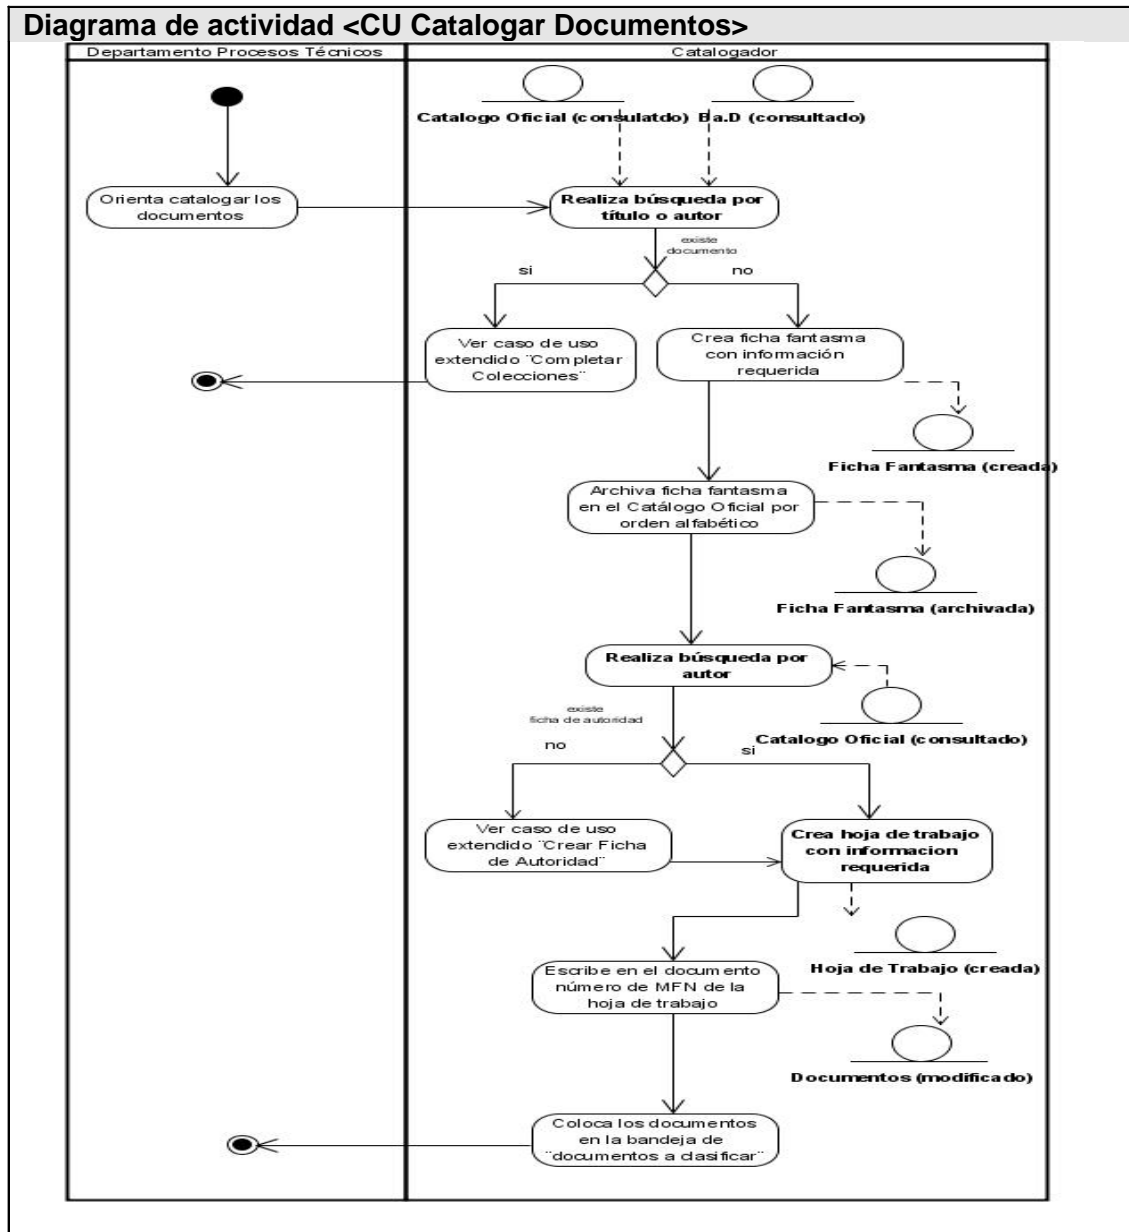 Diagrama de actividad <CU Catalogar Documentos>
Departamento Procesos Técnicos
Catalogador
Catalogo Oficial (consulatdo)
Ba.D (consultado)
Orienta catalogar los
documentos
Realiza búsqueda por
título o autor
existe
documento
si
no
Ver caso de uso
extendido ¨Completar
Colecciones¨
Crea ficha fantasma
con información
requerida
Ficha Fantasma (creada)
Archiva ficha fantasma
en el Catálogo Oficial por
orden alfabético
Ficha Fantasma (archivada)
Realiza búsqueda por
autor
existe
ficha de autoridad
Catalogo Oficial (consultado)
no
si
Ver caso de uso
extendido ¨Crear Ficha
de Autoridad¨
Crea hoja de trabajo
con informacion
requerida
Hoja de Trabajo (creada)
Escribe en el documento
número de MFN de la
hoja de trabajo
Documentos (modificado)
Coloca los documentos
en la bandeja de
¨documentos a clasificar¨